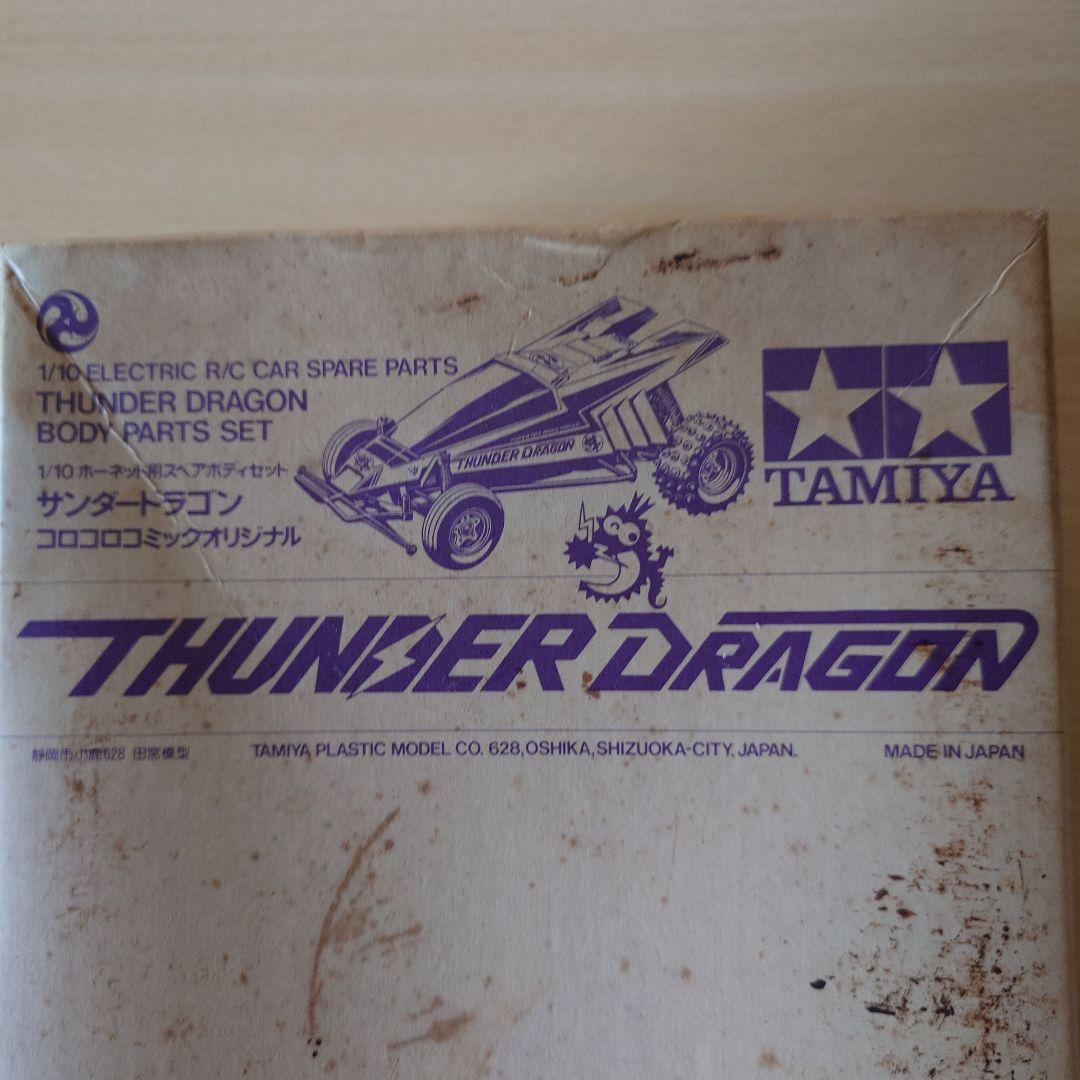 1/10 ELECTRIC R/C CAR SPARE PARTS
THUNDER DRAGON
BODY PARTS SET
1/10 ホーネット用スペアボディセット
サンダードラゴン
コロコロコミックオリジナル
THUNDER DRAGON
TAMIYA
THUNDER DRAGON
静岡市小鹿628 田宮模型
TAMIYA PLASTIC MODEL CO. 628, OSHIKA, SHIZUOKA-CITY, JAPAN.
MADE IN JAPAN